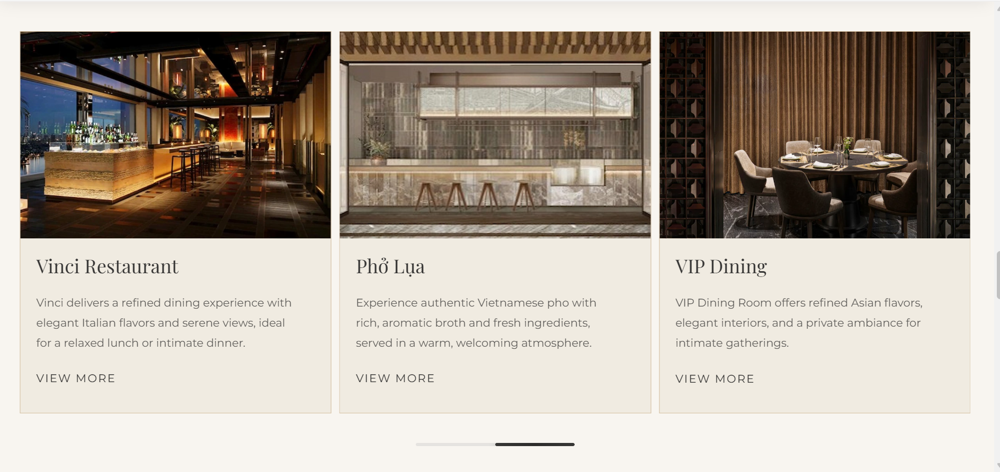 Vinci Restaurant
Vinci delivers a refined dining experience with
elegant Italian flavors and serene views, ideal
for a relaxed lunch or intimate dinner.
VIEW MORE
Phở Lụa
Experience authentic Vietnamese pho with
rich, aromatic broth and fresh ingredients,
served in a warm, welcoming atmosphere.
VIEW MORE
VIP Dining
VIP Dining Room offers refined Asian flavors,
elegant interiors, and a private ambiance for
intimate gatherings.
VIEW MORE